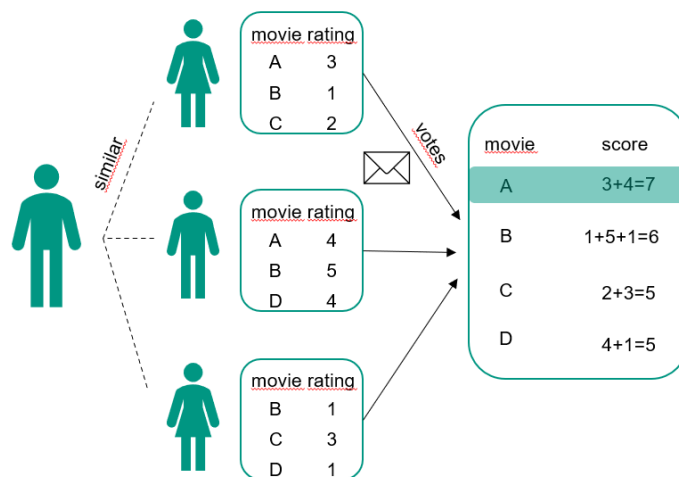 similar
movie rating
A 3
B 1
C 2
movie rating
A 4
B 5
D 4
movie rating
B 1
C 3
D 1
votes
movie score
A 3+4=7
B 1+5+1=6
C 2+3=5
D 4+1=5